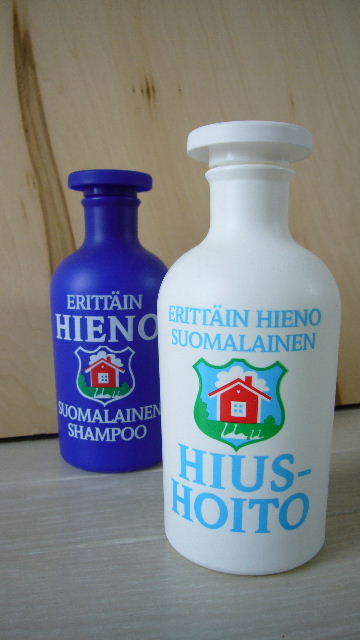 ERITTÄIN
HIENO
SUOMALAINEN
SHAMPOO
ERITTÄIN HIENO
SUOMALAINEN
HIUS-
HOITO